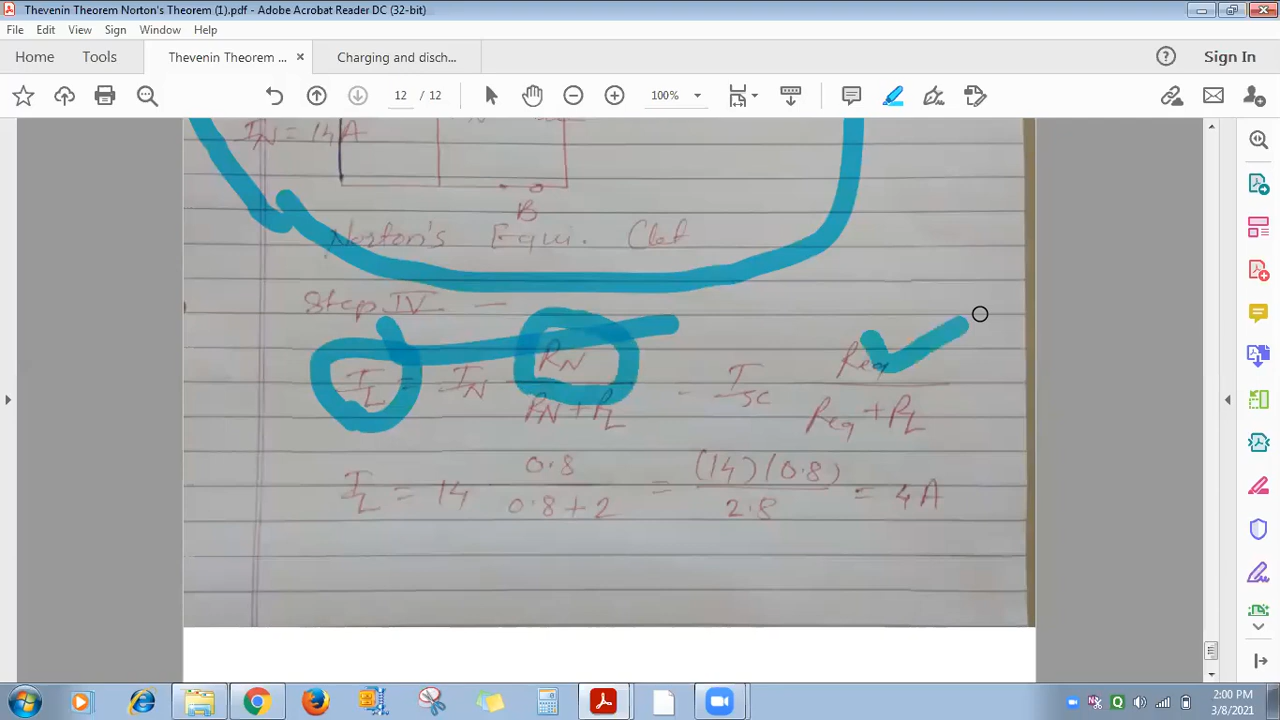 Thevenin Theorem Norton's Theorem (1).pdf - Adobe Acrobat Reader DC (32-bit)
File Edit View Sign Window Help
Home Tools Thevenin Theorem ... × Charging and disch... Sign In
12 / 12 100%
IN = 14A
B
Norton's Equi. Ckt
Step IV —
IL = IN RN / RN + RL = Isc Req / Req + RL
IL = 14 0.8 / 0.8 + 2 = (14)(0.8) / 2.8 = 4A
2:00 PM
3/8/2021